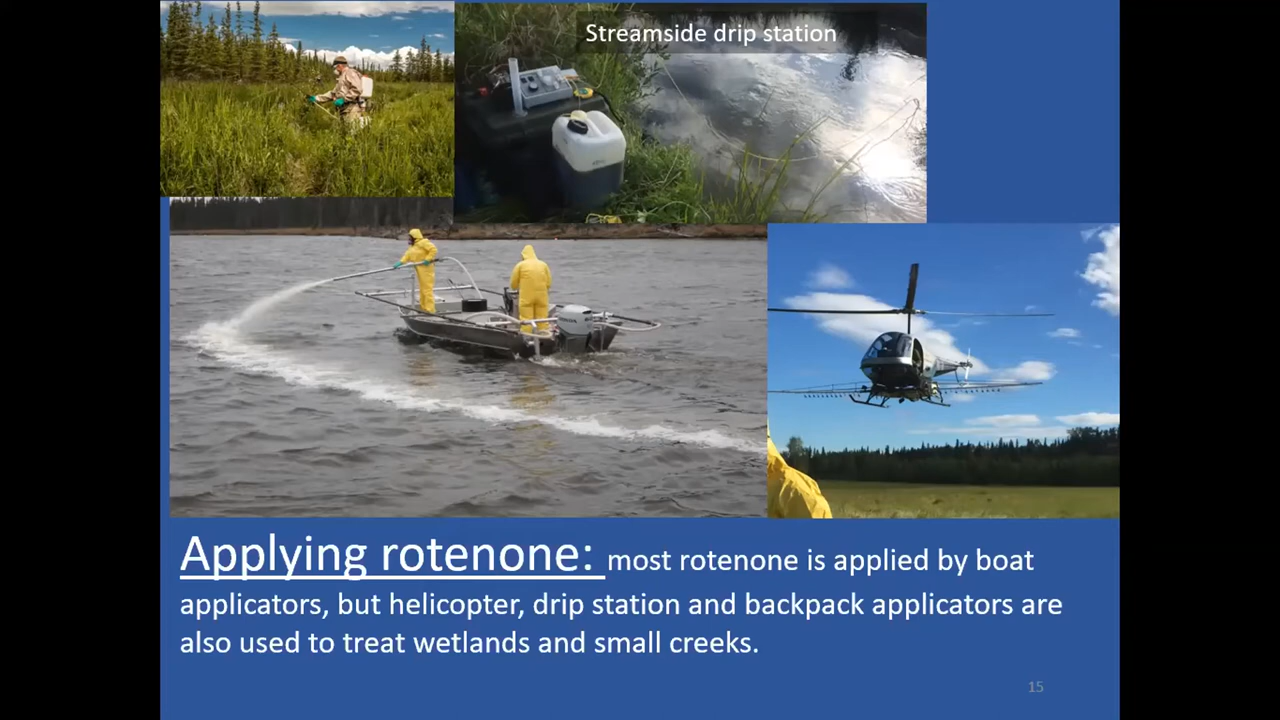 Streamside drip station
Applying rotenone: most rotenone is applied by boat
applicators, but helicopter, drip station and backpack applicators are
also used to treat wetlands and small creeks.
15